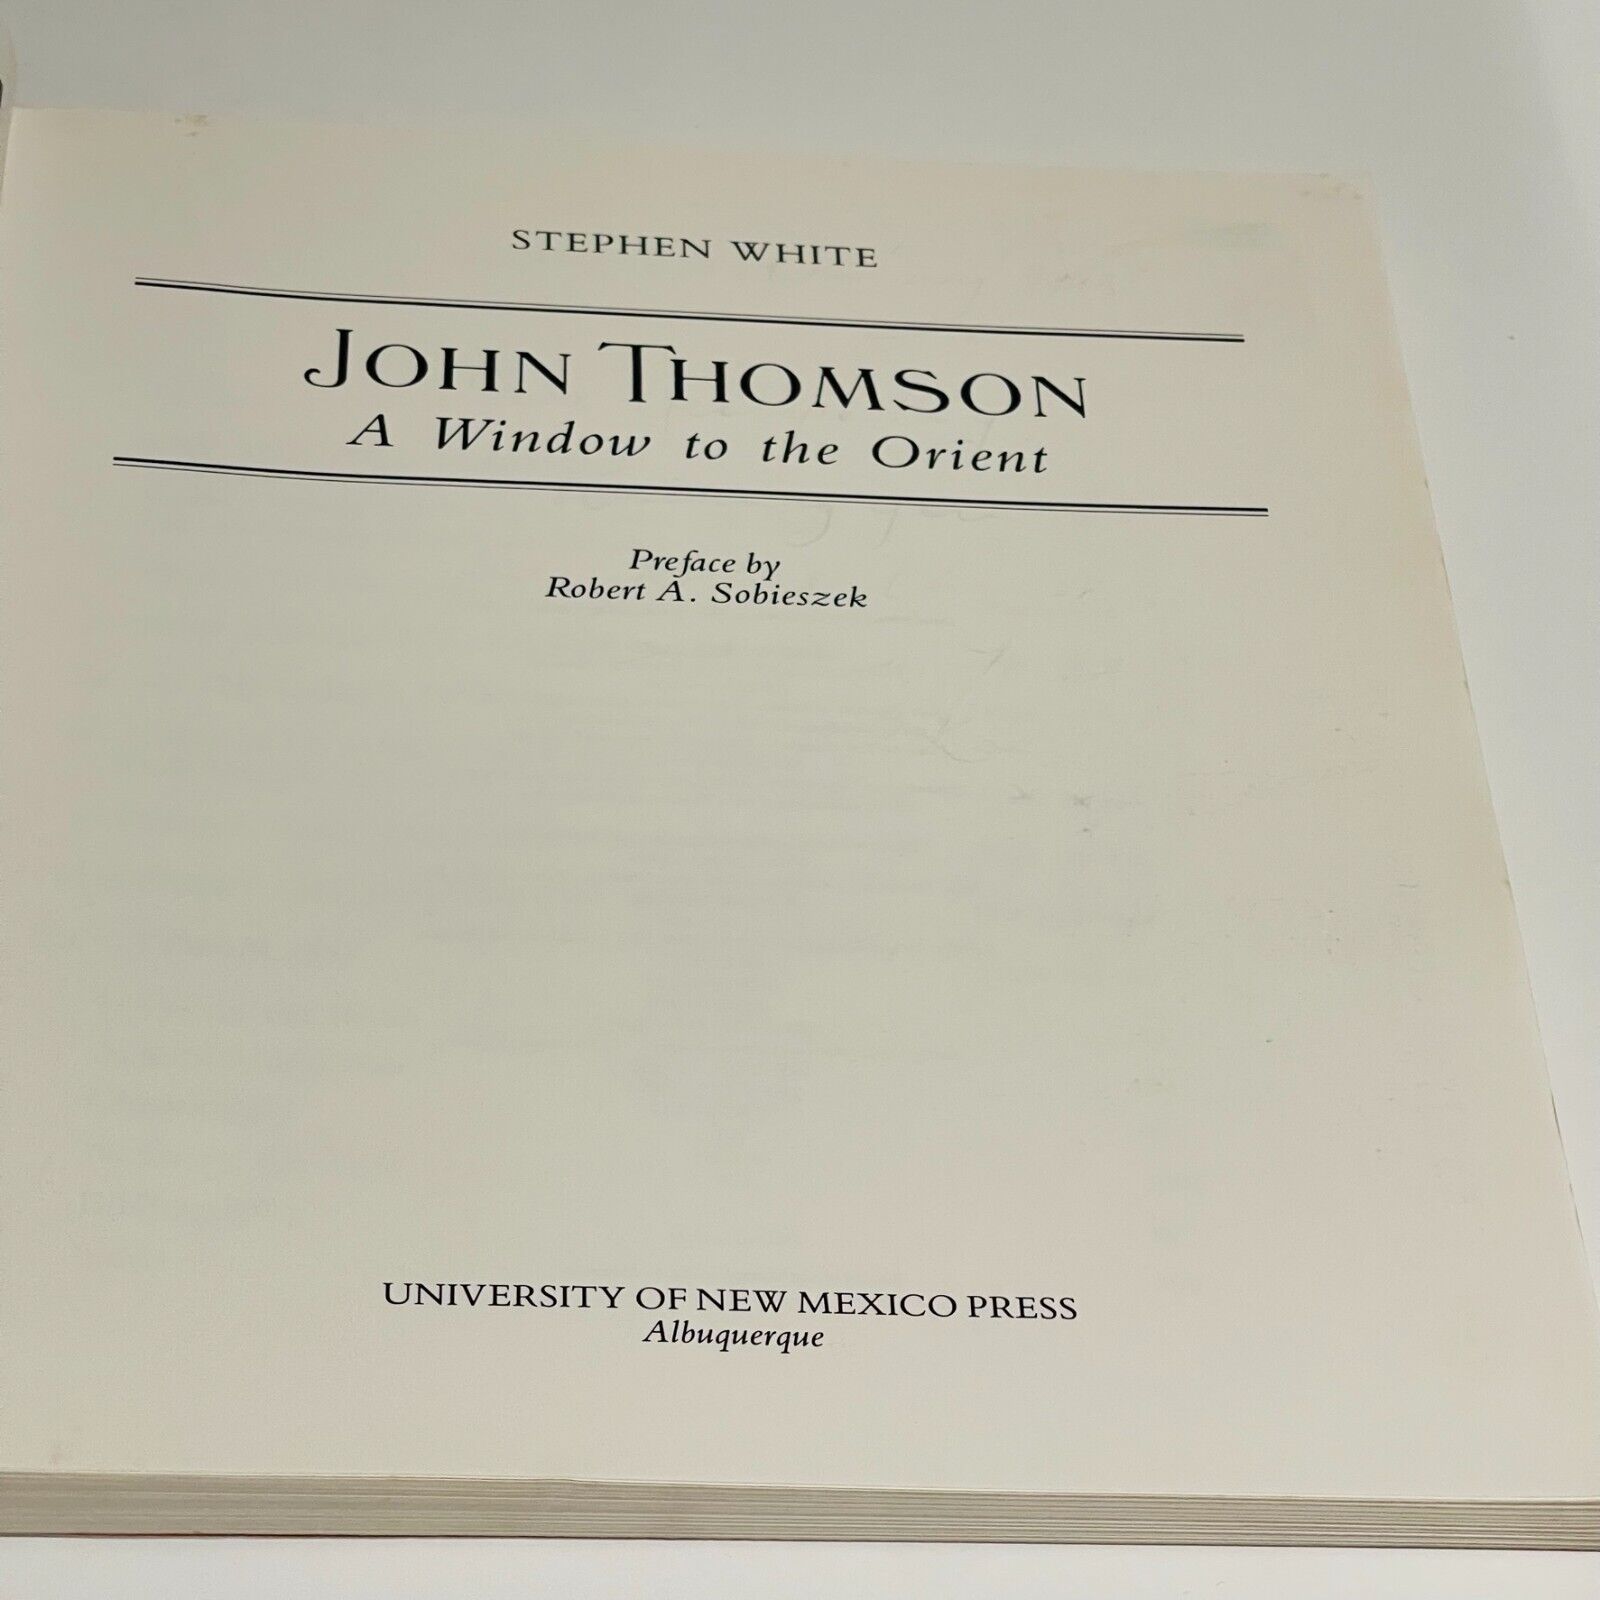 STEPHEN WHITE
JOHN THOMSON
A Window to the Orient
Preface by
Robert A. Sobieszek
UNIVERSITY OF NEW MEXICO PRESS
Albuquerque